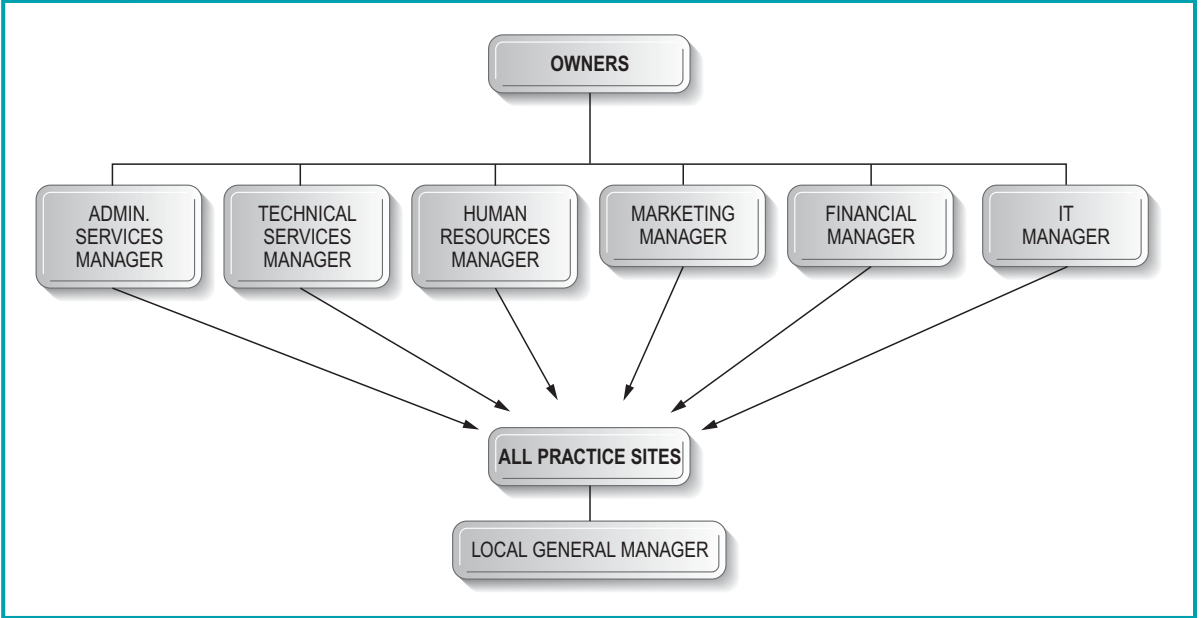 OWNERS
ADMIN.
SERVICES
MANAGER
TECHNICAL
SERVICES
MANAGER
HUMAN
RESOURCES
MANAGER
MARKETING
MANAGER
FINANCIAL
MANAGER
IT
MANAGER
ALL PRACTICE SITES
LOCAL GENERAL MANAGER